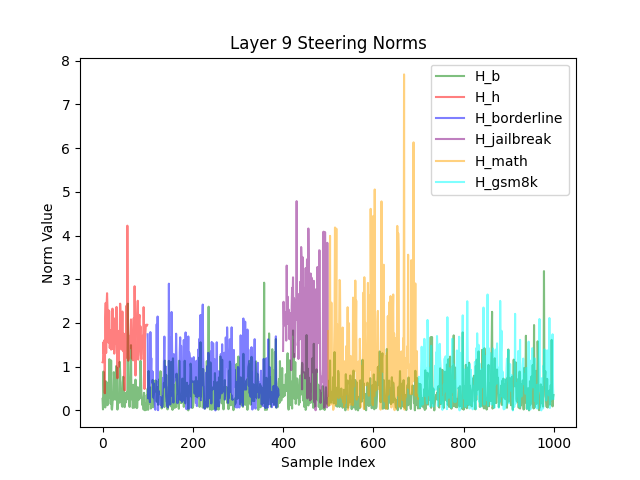 Layer 9 Steering Norms
8
7
6
5
4
3
2
1
0
Norm Value
H_b
H_h
H_borderline
H_jailbreak
H_math
H_gsm8k
0
200
400
600
800
1000
Sample Index